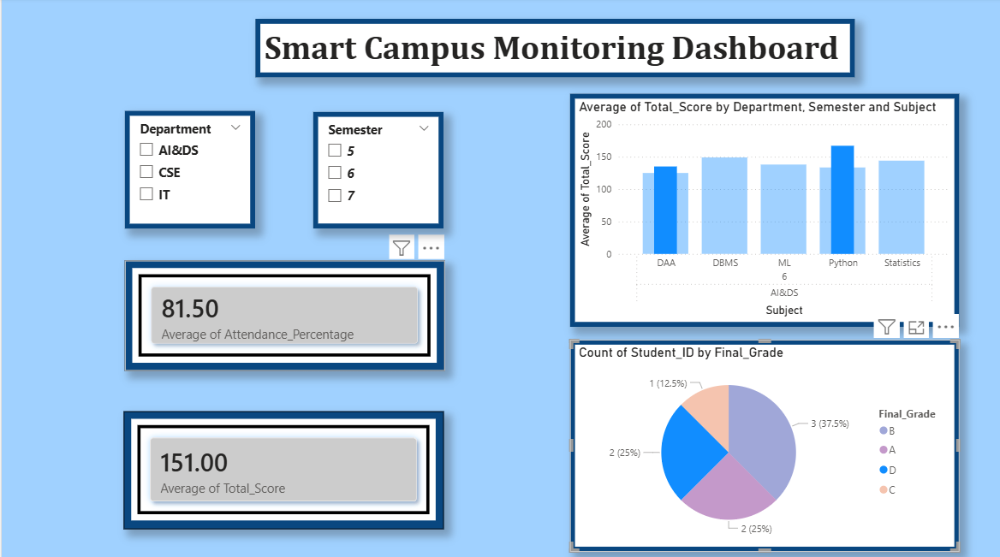 Smart Campus Monitoring Dashboard
Department
AI&DS
CSE
IT
Semester
5
6
7
81.50
Average of Attendance_Percentage
151.00
Average of Total_Score
Average of Total_Score by Department, Semester and Subject
Average of Total_Score
200
150
100
50
0
DAA DBMS ML Python Statistics
6
AI&DS
Subject
Count of Student_ID by Final_Grade
1 (12.5%)
3 (37.5%)
2 (25%)
2 (25%)
Final_Grade
B
A
D
C